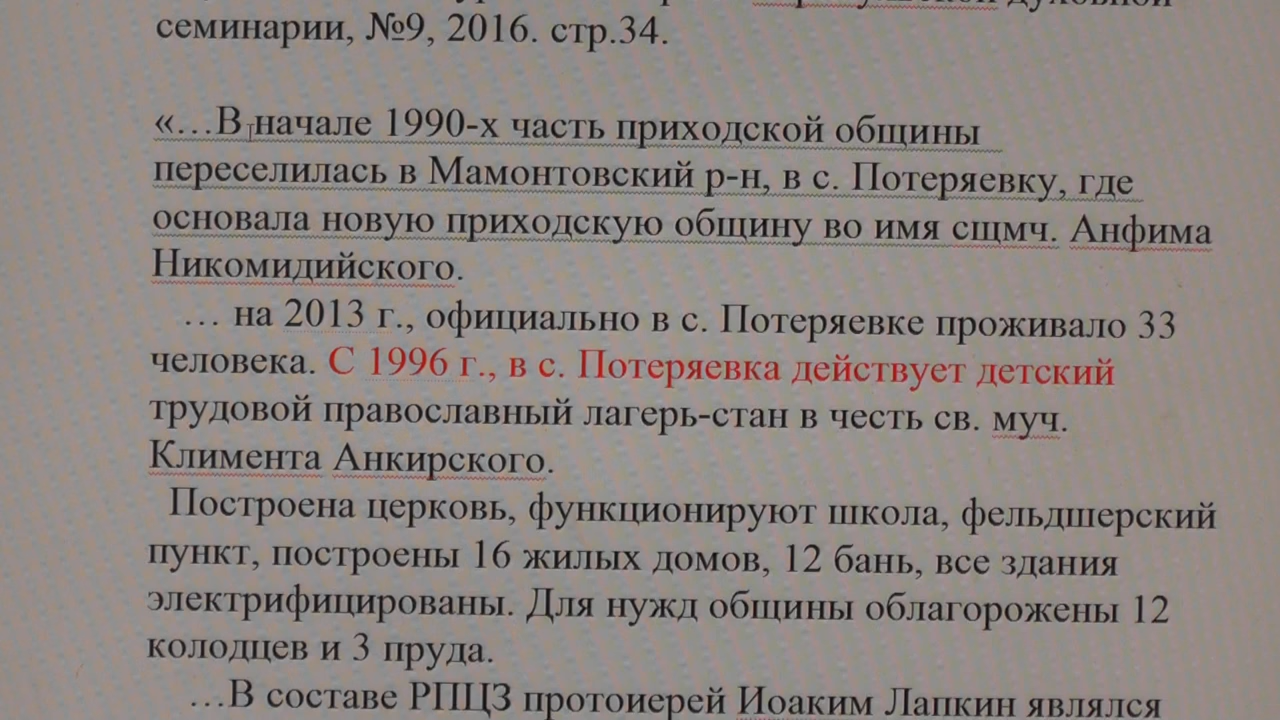 духовной
семинарии, №9, 2016. стр.34.
«…В начале 1990-х часть приходской общины
переселилась в Мамонтовский р-н, в с. Потеряевку, где
основала новую приходскую общину во имя сщмч. Анфима
Никомидийского.
… на 2013 г., официально в с. Потеряевке проживало 33
человека. С 1996 г., в с. Потеряевка действует детский
трудовой православный лагерь-стан в честь св. муч.
Климента Анкирского.
Построена церковь, функционируют школа, фельдшерский
пункт, построены 16 жилых домов, 12 бань, все здания
электрифицированы. Для нужд общины облагорожены 12
колодцев и 3 пруда.
…В составе РПЦЗ протоиерей Иоаким Лапкин являлся